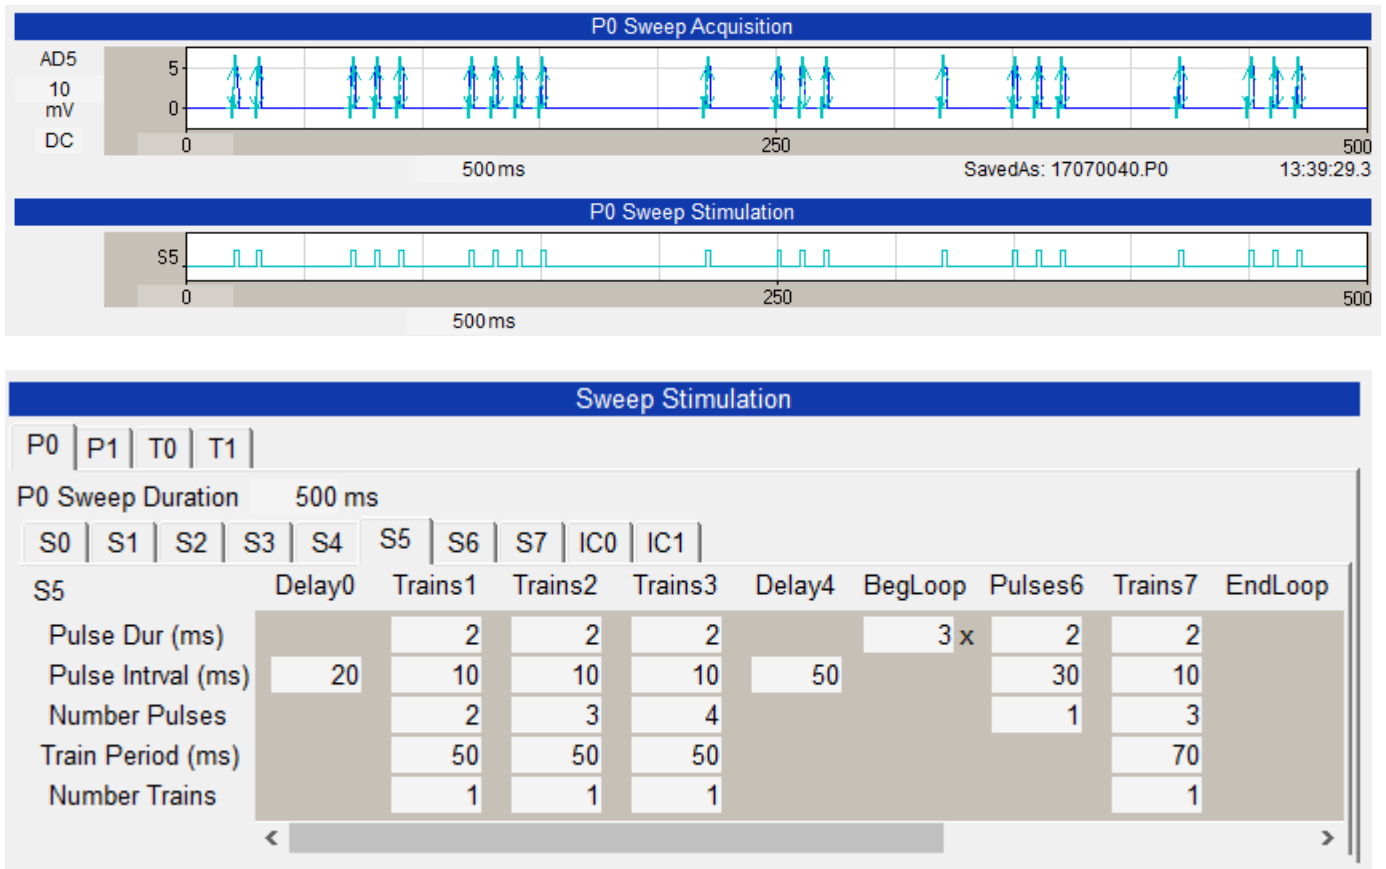 P0 Sweep Acquisition
AD5
10
mV
DC
5
0
0 250 500
500 ms SavedAs: 17070040.P0 13:39:29.3
P0 Sweep Stimulation
S5
0 250 500
500 ms
Sweep Stimulation
P0 P1 T0 T1
P0 Sweep Duration 500 ms
S0 S1 S2 S3 S4 S5 S6 S7 IC0 IC1
S5 Delay0 Trains1 Trains2 Trains3 Delay4 BegLoop Pulses6 Trains7 EndLoop
Pulse Dur (ms) 2 2 2 3 x 2 2
Pulse Intrval (ms) 20 10 10 10 50 30 10
Number Pulses 2 3 4 1 3
Train Period (ms) 50 50 50 70
Number Trains 1 1 1 1